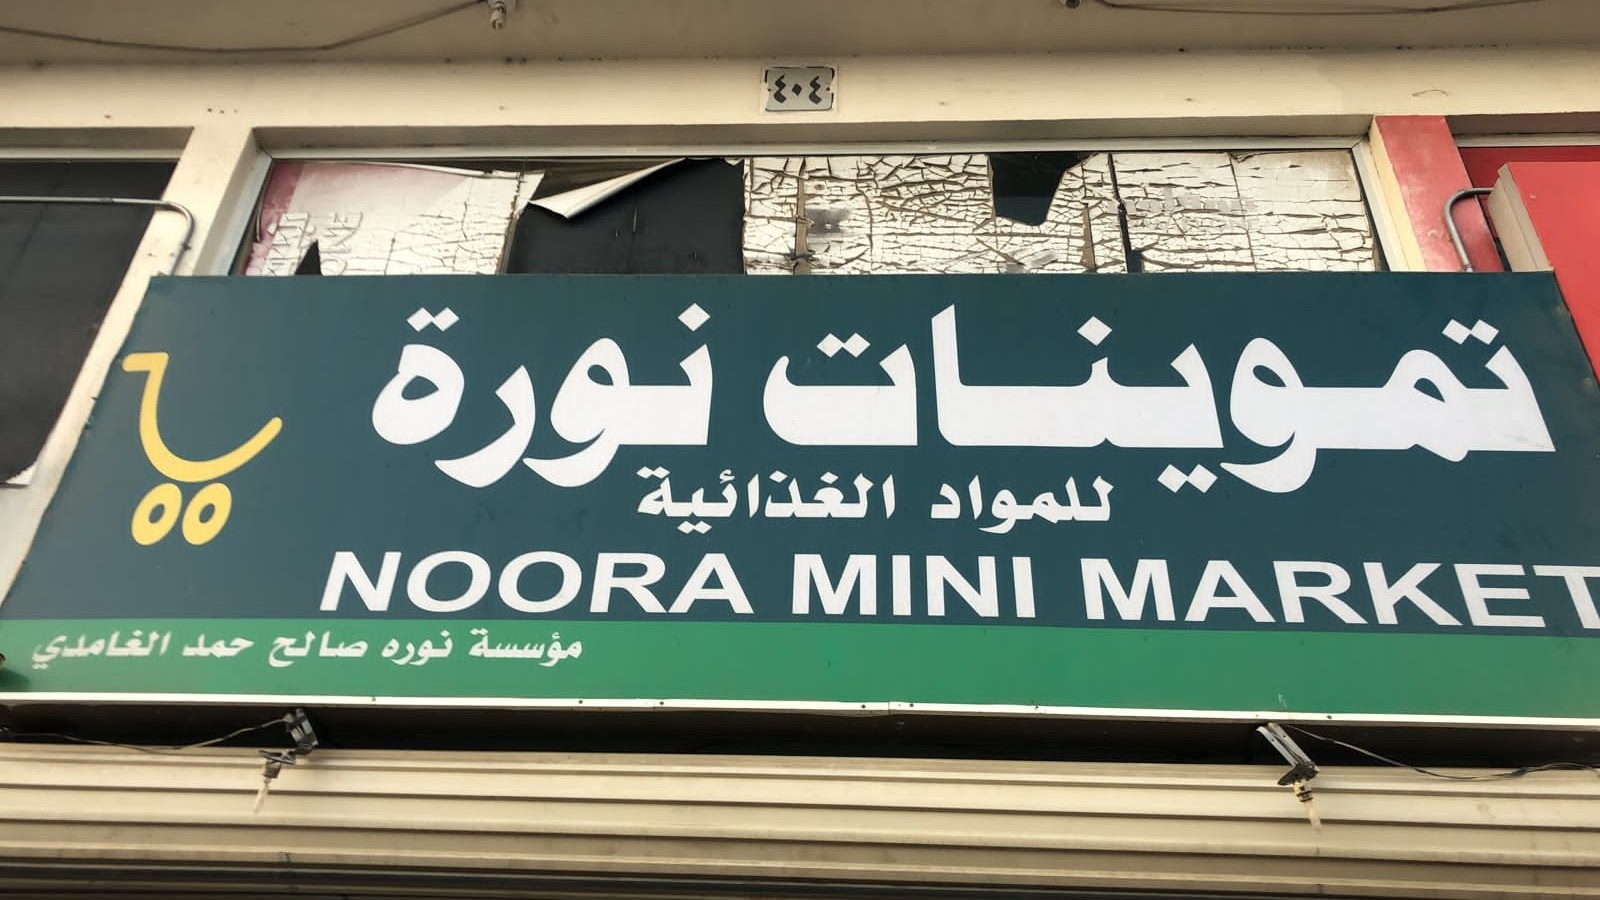 ٤٠٤
تموينات نورة
للمواد الغذائية
NOORA MINI MARKET
مؤسسة نوره صالح حمد الغامدي